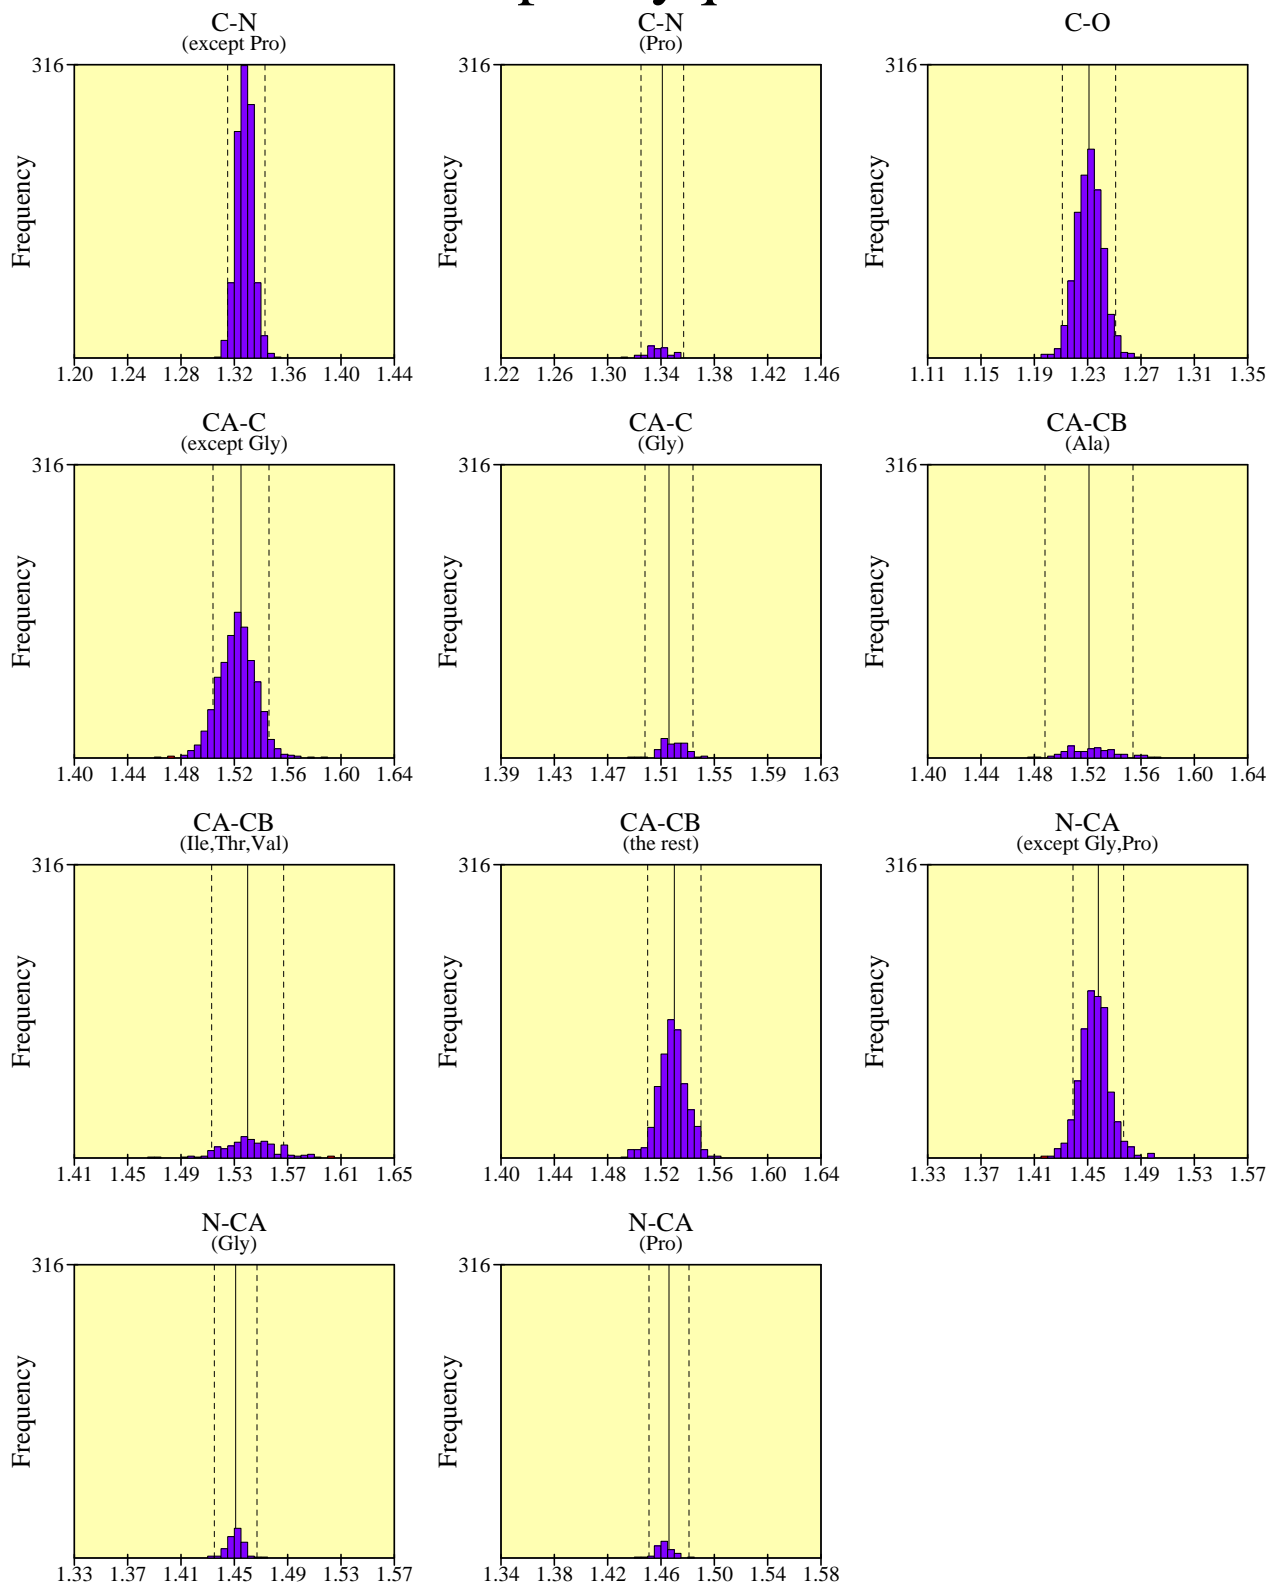 C-N
(except Pro)
316
Frequency
1.20 1.24 1.28 1.32 1.36 1.40 1.44
C-N
(Pro)
316
Frequency
1.22 1.26 1.30 1.34 1.38 1.42 1.46
C-O
316
Frequency
1.11 1.15 1.19 1.23 1.27 1.31 1.35
CA-C
(except Gly)
316
Frequency
1.40 1.44 1.48 1.52 1.56 1.60 1.64
CA-C
(Gly)
316
Frequency
1.39 1.43 1.47 1.51 1.55 1.59 1.63
CA-CB
(Ala)
316
Frequency
1.40 1.44 1.48 1.52 1.56 1.60 1.64
CA-CB
(Ile,Thr,Val)
316
Frequency
1.41 1.45 1.49 1.53 1.57 1.61 1.65
CA-CB
(the rest)
316
Frequency
1.40 1.44 1.48 1.52 1.56 1.60 1.64
N-CA
(except Gly,Pro)
316
Frequency
1.33 1.37 1.41 1.45 1.49 1.53 1.57
N-CA
(Gly)
316
Frequency
1.33 1.37 1.41 1.45 1.49 1.53 1.57
N-CA
(Pro)
316
Frequency
1.34 1.38 1.42 1.46 1.50 1.54 1.58